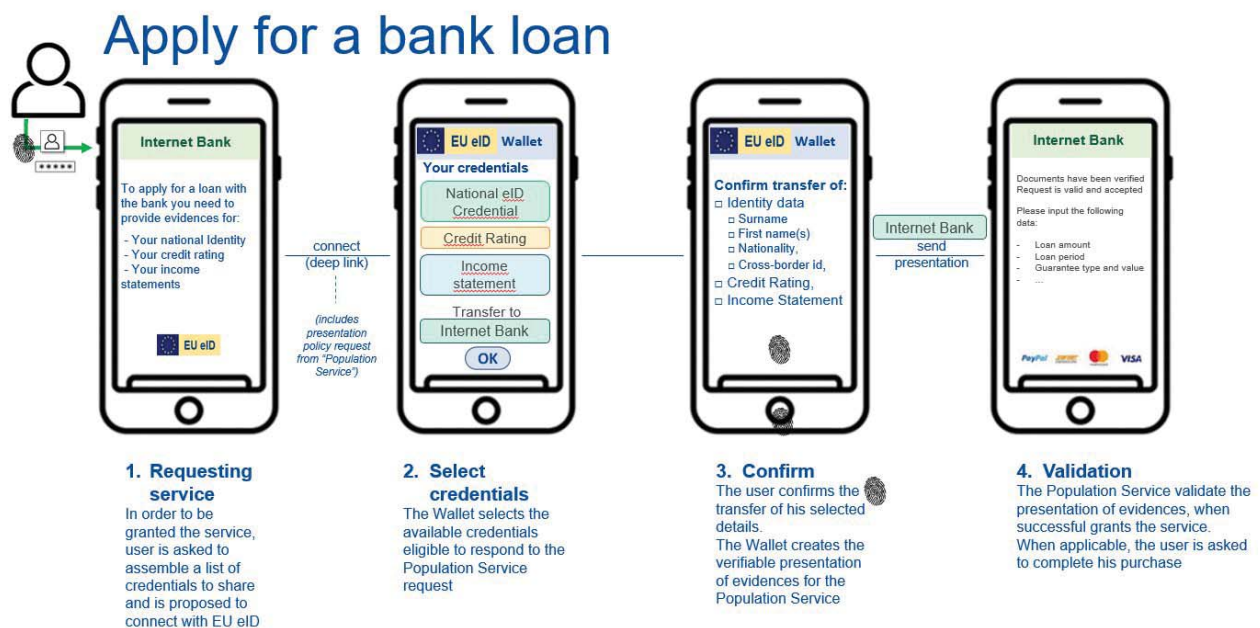 Apply for a bank loan
Internet Bank
To apply for a loan with
the bank you need to
provide evidences for:
- Your national Identity
- Your credit rating
- Your income
statements
EU eID
connect
(deep link)
(includes
presentation
policy request
from “Population
Service”)
EU eID Wallet
Your credentials
National eID
Credential
Credit Rating
Income
statement
Transfer to
Internet Bank
OK
EU eID Wallet
Confirm transfer of:
□ Identity data
□ Surname
□ First name(s)
□ Nationality,
□ Cross-border id,
□ Credit Rating,
□ Income Statement
Internet Bank
send
presentation
Internet Bank
Documents have been verified
Request is valid and accepted
Please input the following
data:
- Loan amount
- Loan period
- Guarantee type and value
- ...
PayPal VISA
1. Requesting
service
In order to be
granted the service,
user is asked to
assemble a list of
credentials to share
and is proposed to
connect with EU eID
2. Select
credentials
The Wallet selects the
available credentials
eligible to respond to the
Population Service
request
3. Confirm
The user confirms the
transfer of his selected
details.
The Wallet creates the
verifiable presentation
of evidences for the
Population Service
4. Validation
The Population Service validate the
presentation of evidences, when
successful grants the service.
When applicable, the user is asked
to complete his purchase